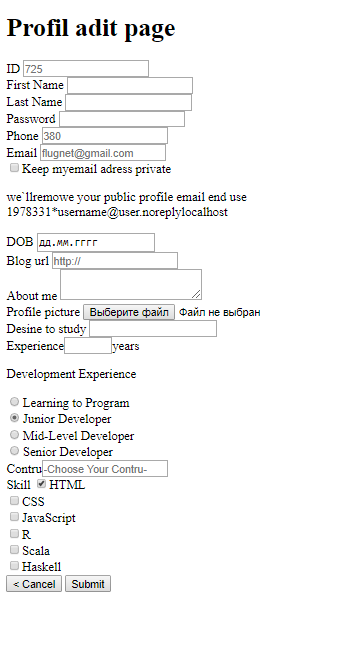 Profil adit page
ID 725
First Name
Last Name
Password
Phone 380
Email flugnet@gmail.com
Keep myemail adress private
we`llremowe your public profile email end use
1978331*username@user.noreplylocalhost
DOB дд.мм.гггг
Blog url http://
About me
Profile picture Выберите файл Файл не выбран
Desine to study
Experience years
Development Experience
Learning to Program
Junior Developer
Mid-Level Developer
Senior Developer
Contru -Choose Your Contru-
Skill HTML
CSS
JavaScript
R
Scala
Haskell
< Cancel Submit